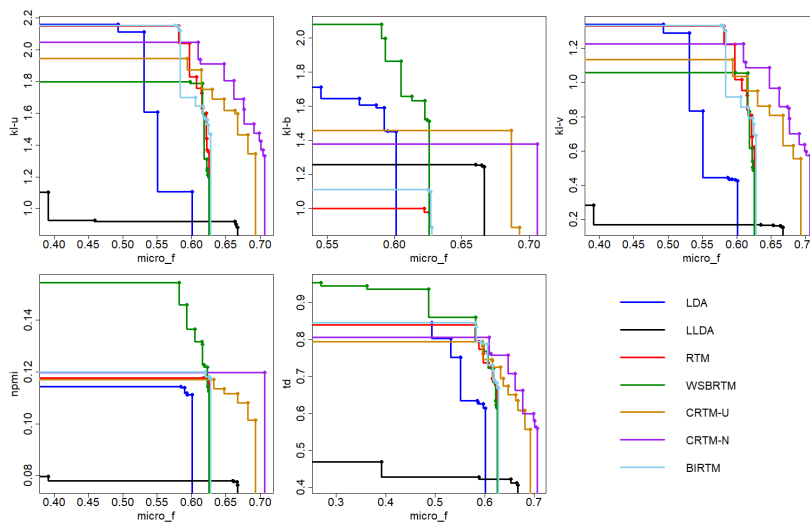 kl-u
2.2
2.0
1.8
1.6
1.4
1.2
1.0
0.40 0.45 0.50 0.55 0.60 0.65 0.70
micro_f
kl-b
2.0
1.8
1.6
1.4
1.2
1.0
0.55 0.60 0.65 0.70
micro_f
kl-v
1.2
1.0
0.8
0.6
0.4
0.2
0.40 0.45 0.50 0.55 0.60 0.65 0.70
micro_f
npmi
0.14
0.12
0.10
0.08
0.40 0.45 0.50 0.55 0.60 0.65 0.70
micro_f
td
0.9
0.8
0.7
0.6
0.5
0.4
0.3 0.4 0.5 0.6 0.7
micro_f
LDA
LLDA
RTM
WSBRTM
CRTM-U
CRTM-N
BIRTM